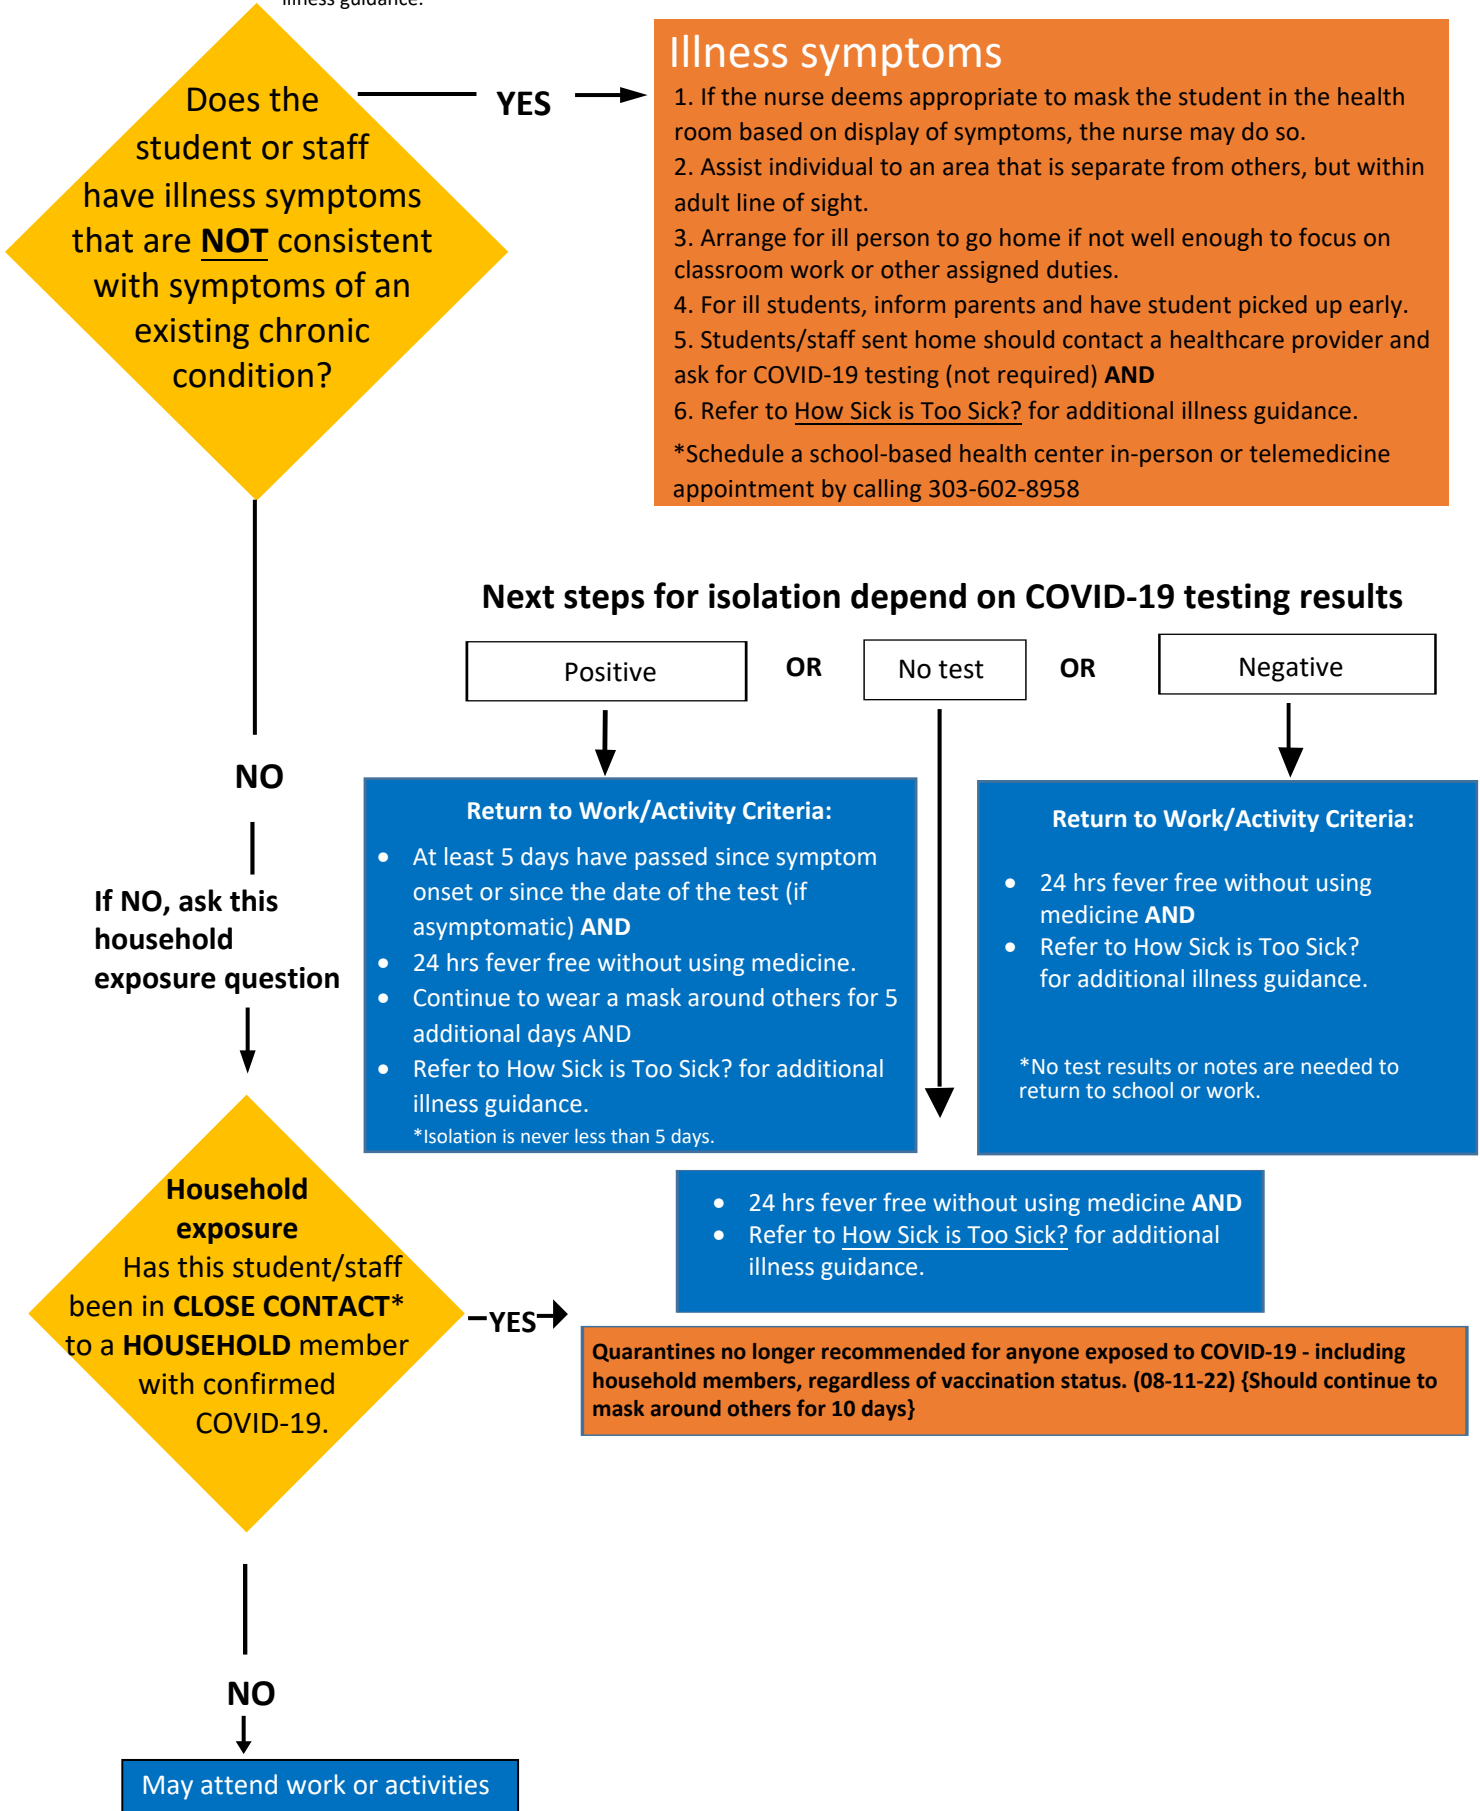 illness guidance.
Does the
student or staff
have illness symptoms
that are NOT consistent
with symptoms of an
existing chronic
condition?
YES
Illness symptoms
1. If the nurse deems appropriate to mask the student in the health
room based on display of symptoms, the nurse may do so.
2. Assist individual to an area that is separate from others, but within
adult line of sight.
3. Arrange for ill person to go home if not well enough to focus on
classroom work or other assigned duties.
4. For ill students, inform parents and have student picked up early.
5. Students/staff sent home should contact a healthcare provider and
ask for COVID-19 testing (not required) AND
6. Refer to How Sick is Too Sick? for additional illness guidance.
*Schedule a school-based health center in-person or telemedicine
appointment by calling 303-602-8958
Next steps for isolation depend on COVID-19 testing results
Positive
OR
No test
OR
Negative
Return to Work/Activity Criteria:
• At least 5 days have passed since symptom
onset or since the date of the test (if
asymptomatic) AND
• 24 hrs fever free without using medicine.
• Continue to wear a mask around others for 5
additional days AND
• Refer to How Sick is Too Sick? for additional
illness guidance.
*Isolation is never less than 5 days.
Return to Work/Activity Criteria:
• 24 hrs fever free without using
medicine AND
• Refer to How Sick is Too Sick?
for additional illness guidance.
*No test results or notes are needed to
return to school or work.
• 24 hrs fever free without using medicine AND
• Refer to How Sick is Too Sick? for additional
illness guidance.
NO
If NO, ask this
household
exposure question
Household
exposure
Has this student/staff
been in CLOSE CONTACT*
to a HOUSEHOLD member
with confirmed
COVID-19.
YES
Quarantines no longer recommended for anyone exposed to COVID-19 - including
household members, regardless of vaccination status. (08-11-22) {Should continue to
mask around others for 10 days}
NO
May attend work or activities